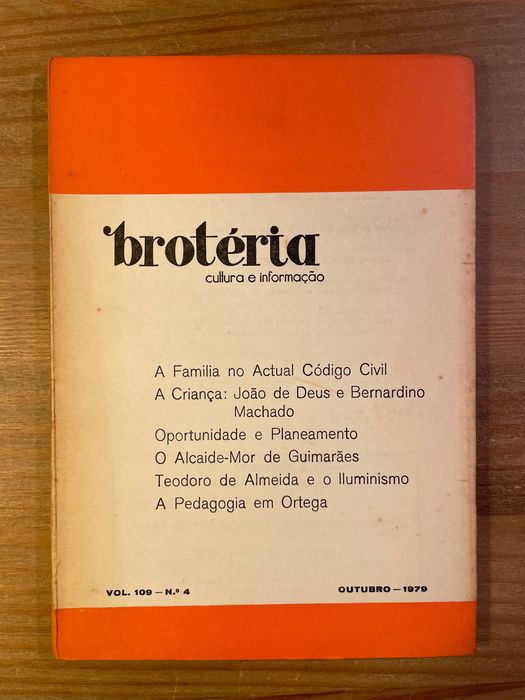 brotéria
cultura e informação
A Familia no Actual Código Civil
A Criança: João de Deus e Bernardino
Machado
Oportunidade e Planeamento
O Alcaide-Mor de Guimarães
Teodoro de Almeida e o Iluminismo
A Pedagogia em Ortega
VOL. 109 — N.º 4
OUTUBRO — 1979